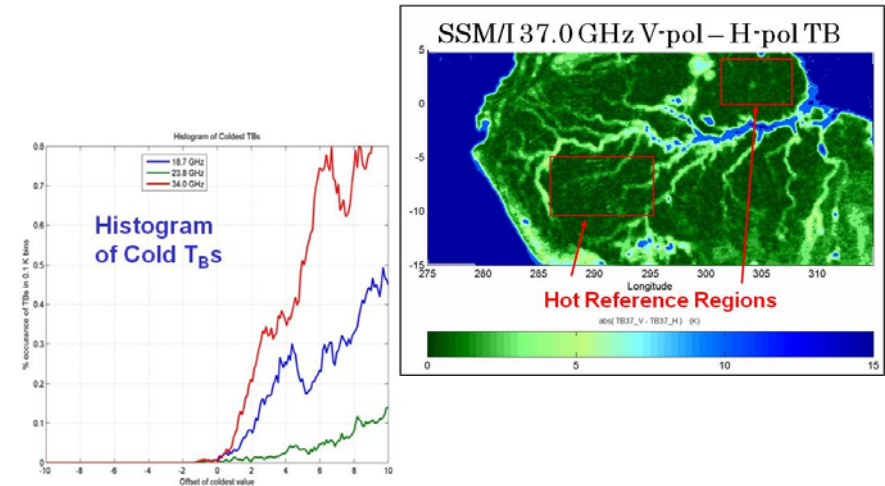 Histogram of Coldest TBs
0.8
0.7
0.6
0.5
0.4
0.3
0.2
0.1
0
% occurance of TBs in 0.1 K bins
18.7 GHz
23.8 GHz
34.0 GHz
Histogram
of Cold TBs
-10 -8 -6 -4 -2 0 2 4 6 8 10
Offset of coldest value
SSM/I 37.0 GHz V-pol – H-pol TB
5
0
-5
-10
-15
275 280 285 290 295 300 305 310
Longitude
Hot Reference Regions
abs( TB37_V - TB37_H ) (K)
0 5 10 15